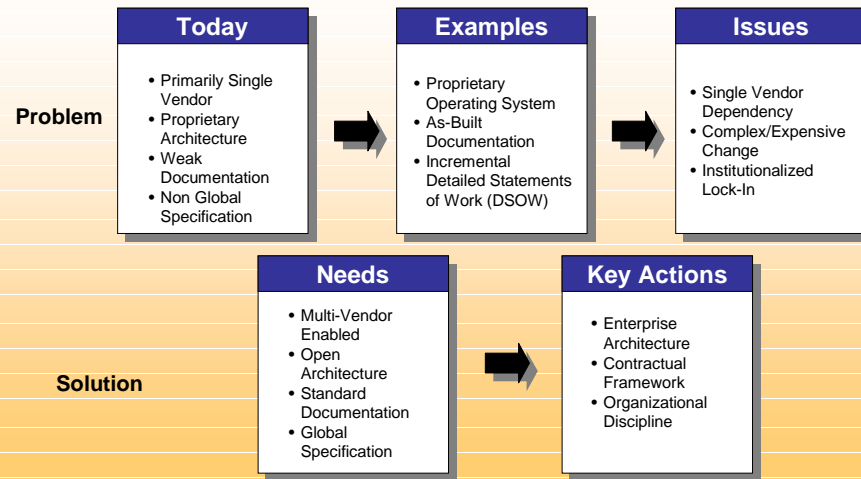 Today
Examples
Issues
Problem
• Primarily Single
Vendor
• Proprietary
Architecture
• Weak
Documentation
• Non Global
Specification
• Proprietary
Operating System
• As-Built
Documentation
• Incremental
Detailed Statements
of Work (DSOW)
• Single Vendor
Dependency
• Complex/Expensive
Change
• Institutionalized
Lock-In
Needs
Key Actions
Solution
• Multi-Vendor
Enabled
• Open
Architecture
• Standard
Documentation
• Global
Specification
• Enterprise
Architecture
• Contractual
Framework
• Organizational
Discipline